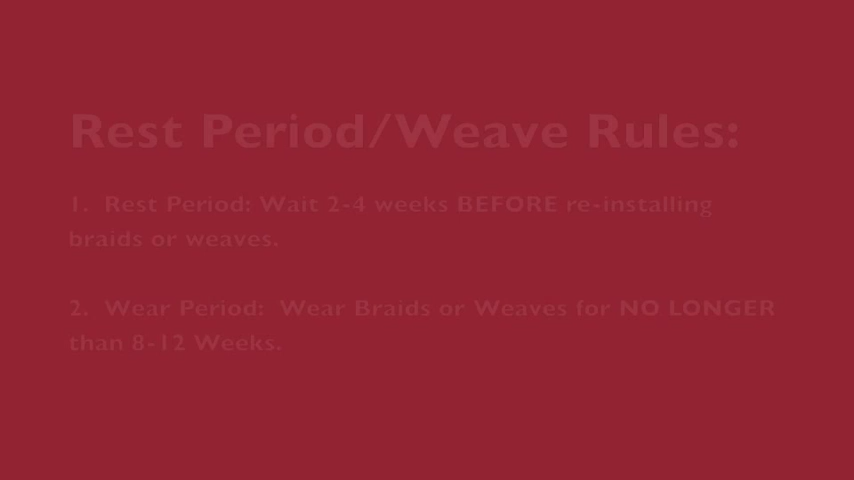 Rest Period/Weave Rules:
1. Rest Period: Wait 2-4 weeks BEFORE re-installing
braids or weaves.
2. Wear Period: Wear Braids or Weaves for NO LONGER
than 8-12 Weeks.